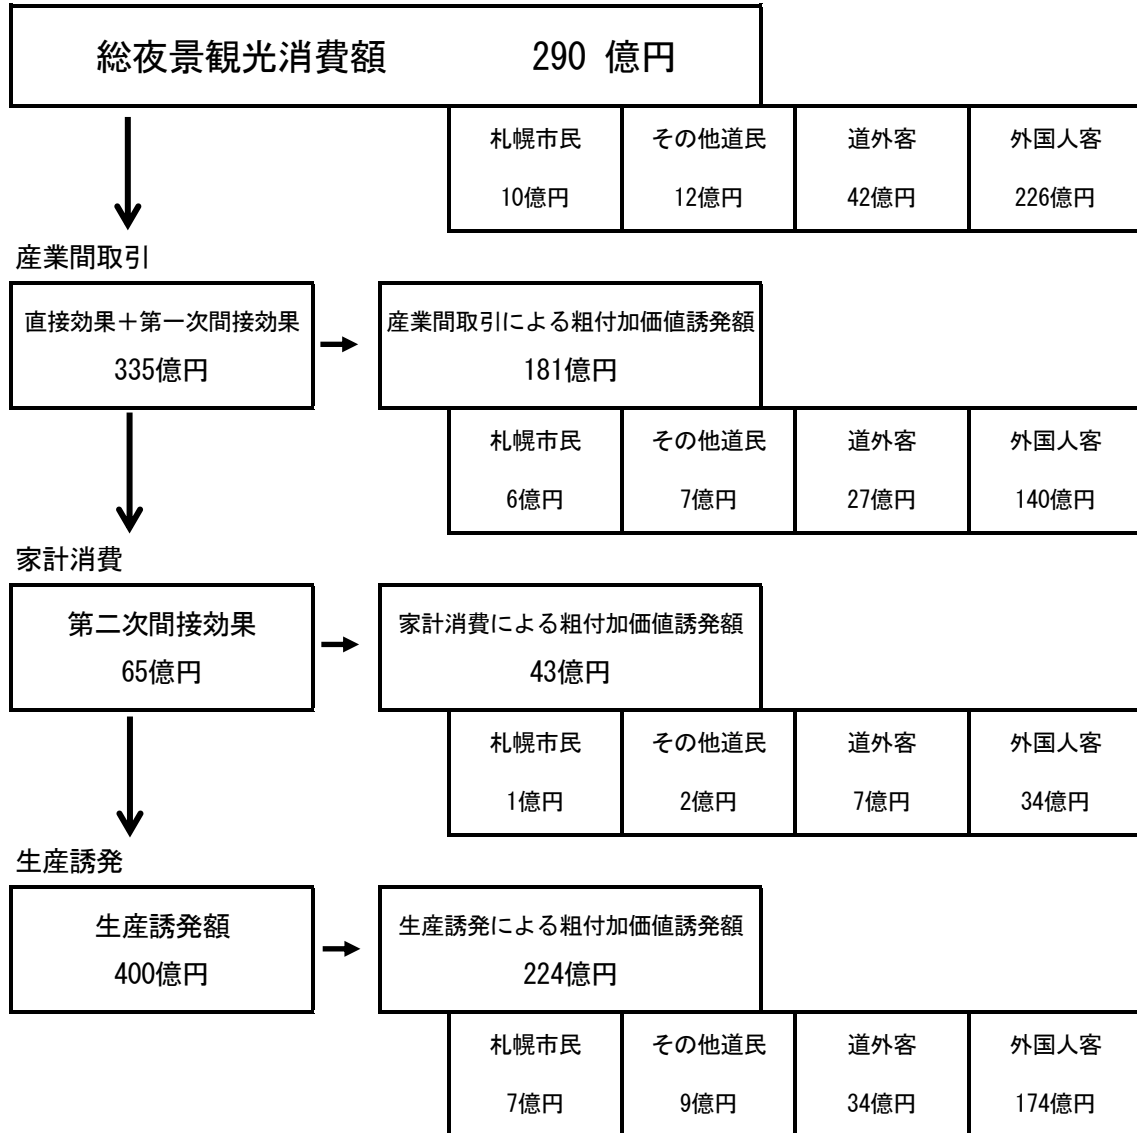 総夜景観光消費額 290 億円
札幌市民 その他道民 道外客 外国人客
10億円 12億円 42億円 226億円
産業間取引
直接効果＋第一次間接効果 産業間取引による粗付加価値誘発額
335億円 181億円
札幌市民 その他道民 道外客 外国人客
6億円 7億円 27億円 140億円
家計消費
第二次間接効果 家計消費による粗付加価値誘発額
65億円 43億円
札幌市民 その他道民 道外客 外国人客
1億円 2億円 7億円 34億円
生産誘発
生産誘発額 生産誘発による粗付加価値誘発額
400億円 224億円
札幌市民 その他道民 道外客 外国人客
7億円 9億円 34億円 174億円